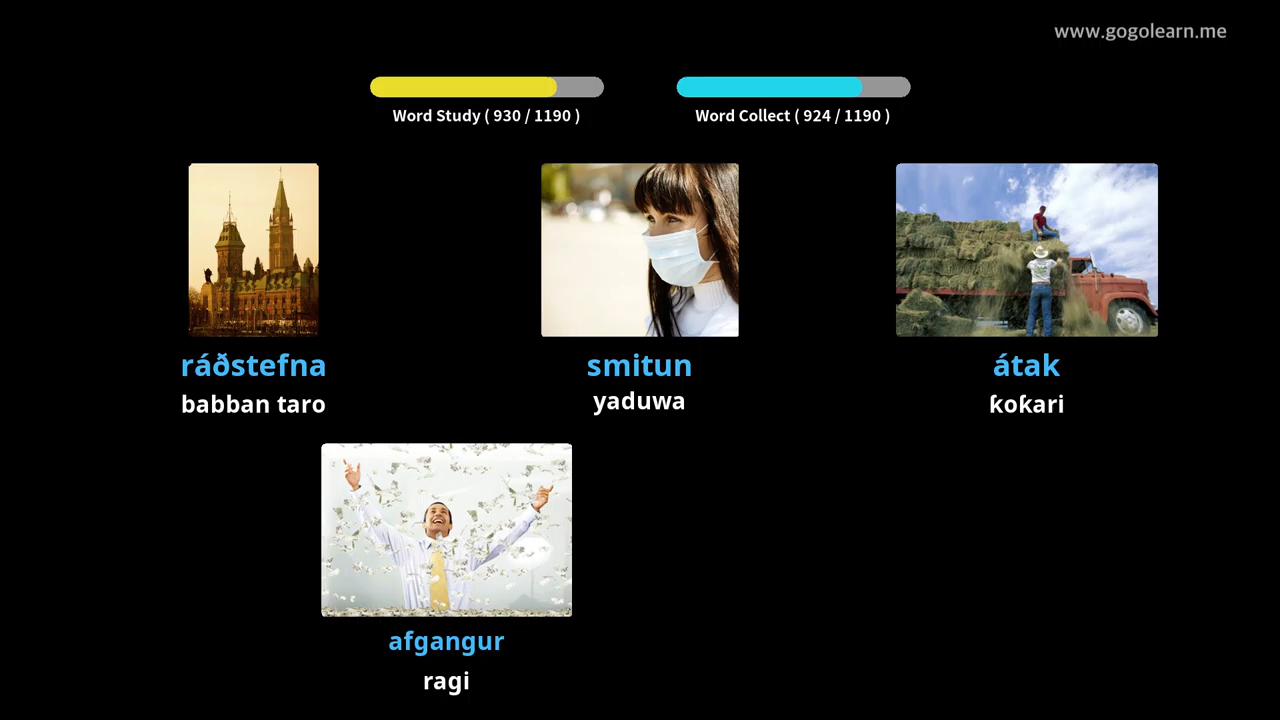 www.gogolearn.me
Word Study ( 930 / 1190 )
Word Collect ( 924 / 1190 )
ráðstefna
babban taro
smitun
yaduwa
átak
ƙoƙari
afgangur
ragi